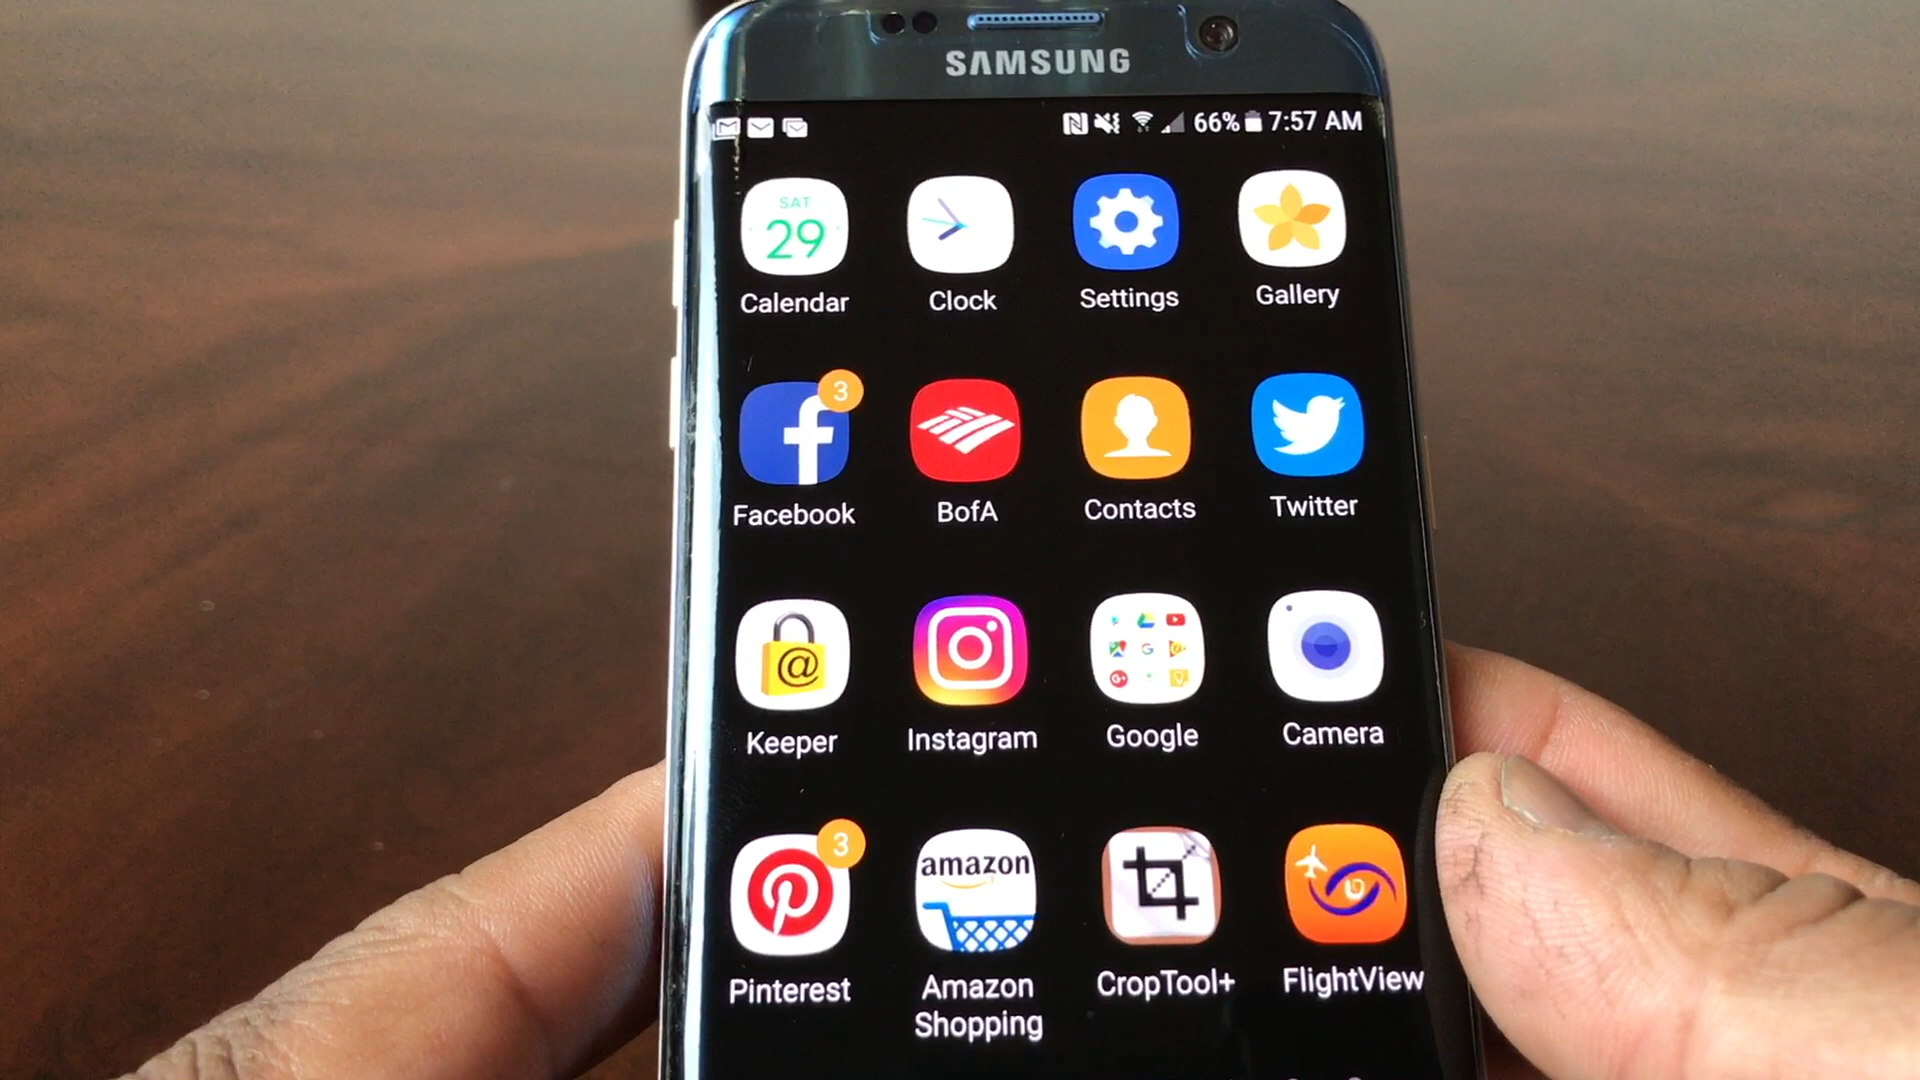 SAMSUNG
66% 7:57 AM
SAT
29
Calendar
Clock
Settings
Gallery
3
Facebook
BofA
Contacts
Twitter
@
Keeper
Instagram
G
G+
Google
Camera
3
Pinterest
amazon
Amazon
Shopping
CropTool+
FlightView